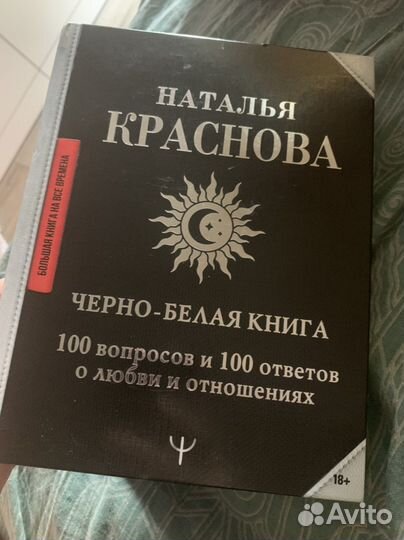 НАТАЛЬЯ
КРАСНОВА
БОЛЬШАЯ КНИГА НА ВСЕ ВРЕМЕНА
ЧЕРНО-БЕЛАЯ КНИГА
100 вопросов и 100 ответов
о любви и отношениях
18+
Avito